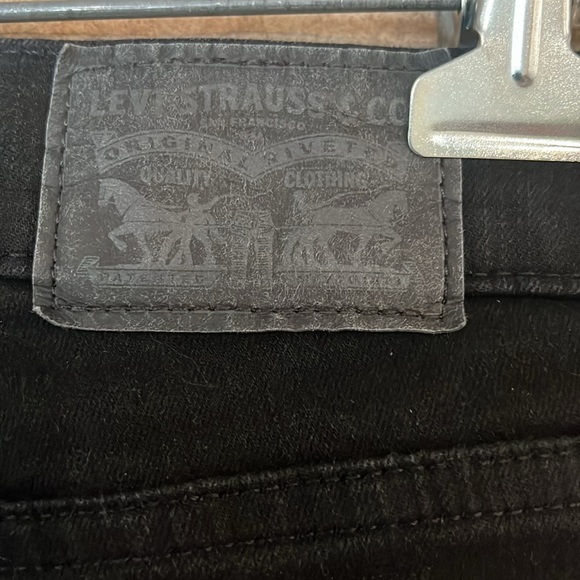 LEVI STRAUSS & CO
SAN FRANCISCO
ORIGINAL RIVETED
QUALITY CLOTHING